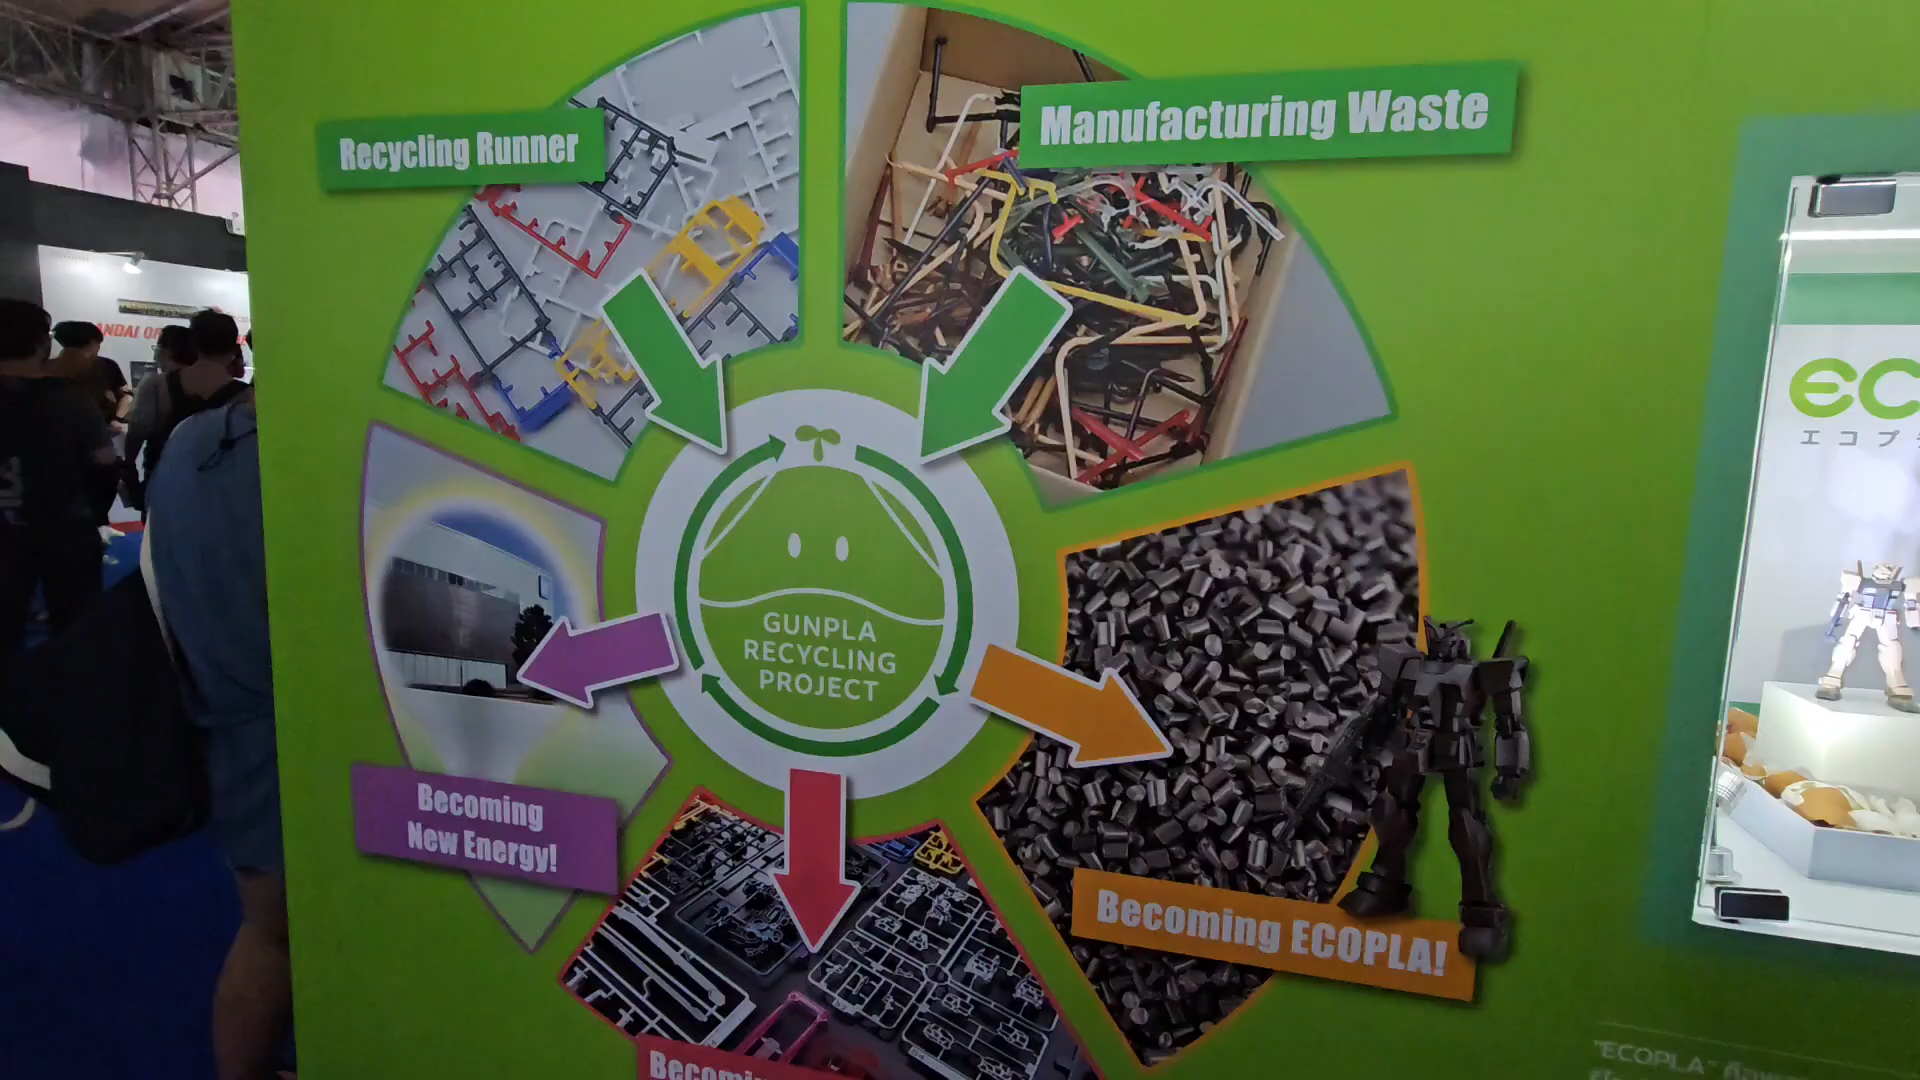 Recycling Runner
Manufacturing Waste
GUNPLA
RECYCLING
PROJECT
Becoming
New Energy!
Becoming ECOPLA!
"ECOPLA"